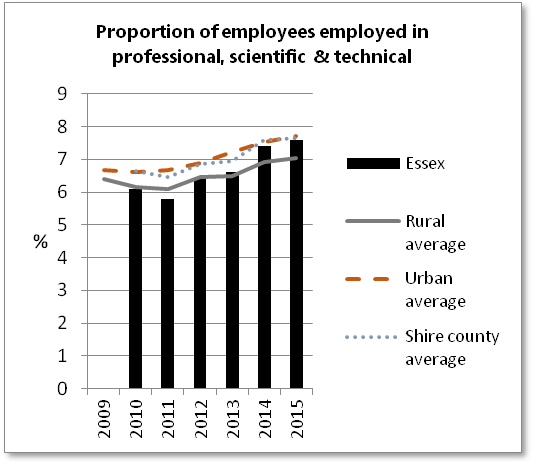 Proportion of employees employed in
professional, scientific & technical
9
8
7
6
5
4
3
2
1
0
%
2009
2010
2011
2012
2013
2014
2015
Essex
Rural
average
Urban
average
Shire county
average